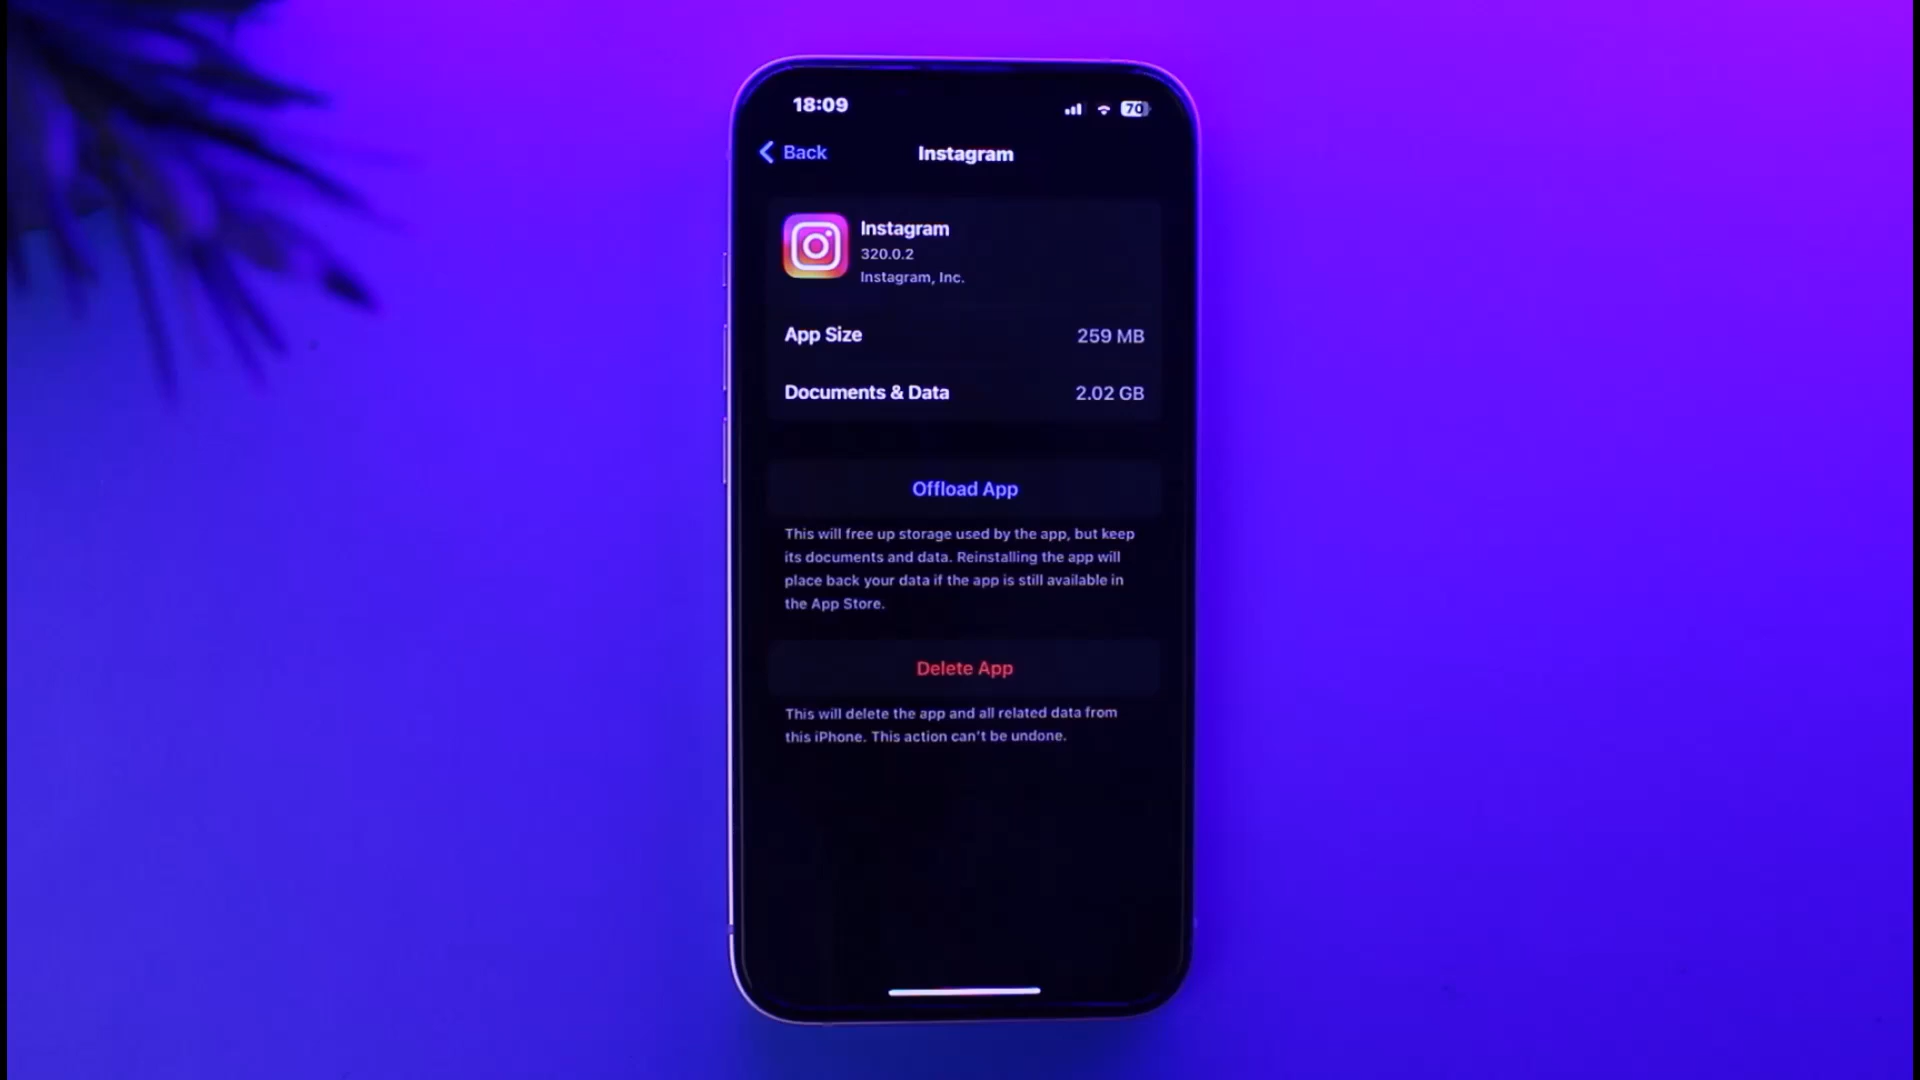 18:09
70
Back
Instagram
Instagram
320.0.2
Instagram, Inc.
App Size
259 MB
Documents & Data
2.02 GB
Offload App
This will free up storage used by the app, but keep
its documents and data. Reinstalling the app will
place back your data if the app is still available in
the App Store.
Delete App
This will delete the app and all related data from
this iPhone. This action can't be undone.